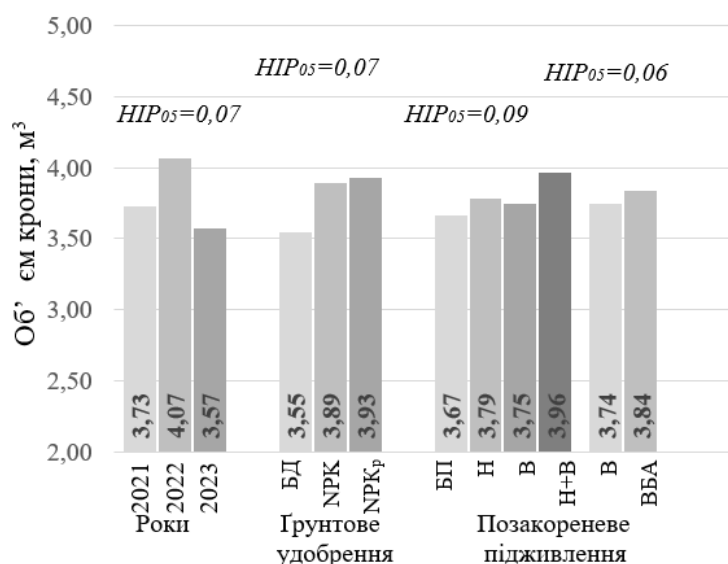 5,00
4,50
4,00
3,50
3,00
2,50
2,00
Об’ єм крони, м³
НІР₀₅=0,07
НІР₀₅=0,07
НІР₀₅=0,09
НІР₀₅=0,06
3,73
4,07
3,57
3,55
3,89
3,93
3,67
3,79
3,75
3,96
3,74
3,84
2021
2022
2023
БД
NPK
NPKр
БП
Н
В
Н+В
В
ВБА
Роки
Ґрунтове
удобрення
Позакореневе
підживлення